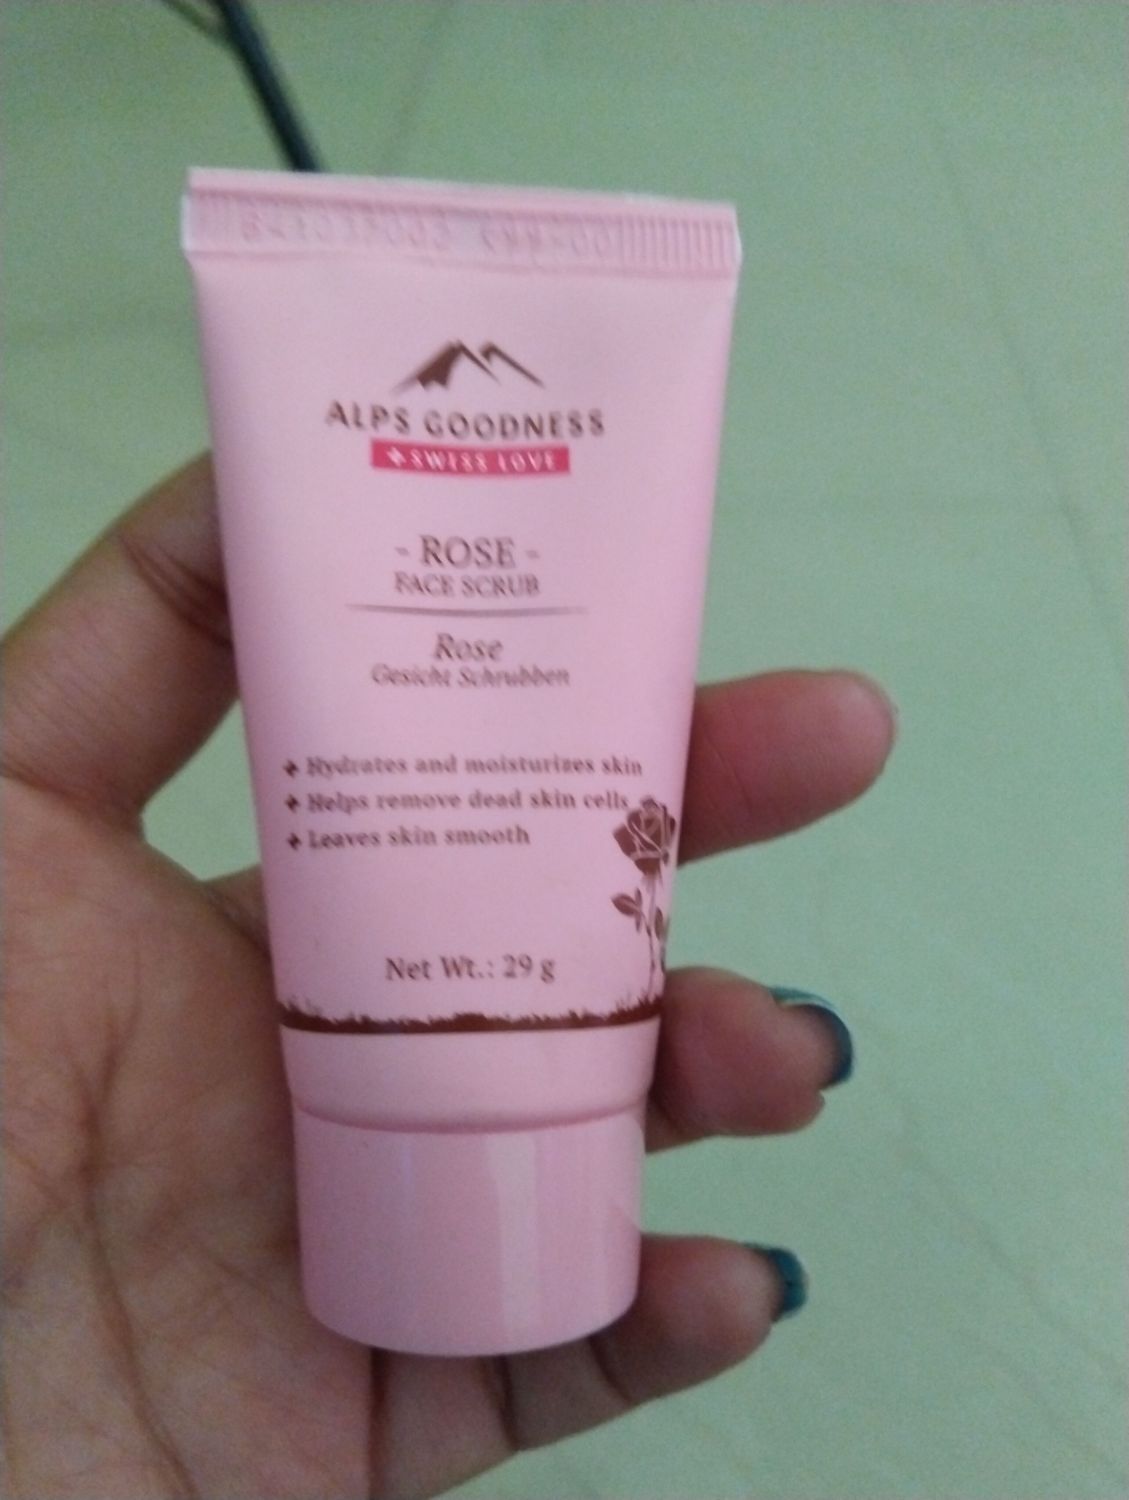 ALPS GOODNESS
SWISS LOVE
- ROSE -
FACE SCRUB
Rose
Gesicht Schrubben
Hydrates and moisturizes skin
Helps remove dead skin cells
Leaves skin smooth
Net Wt.: 29 g